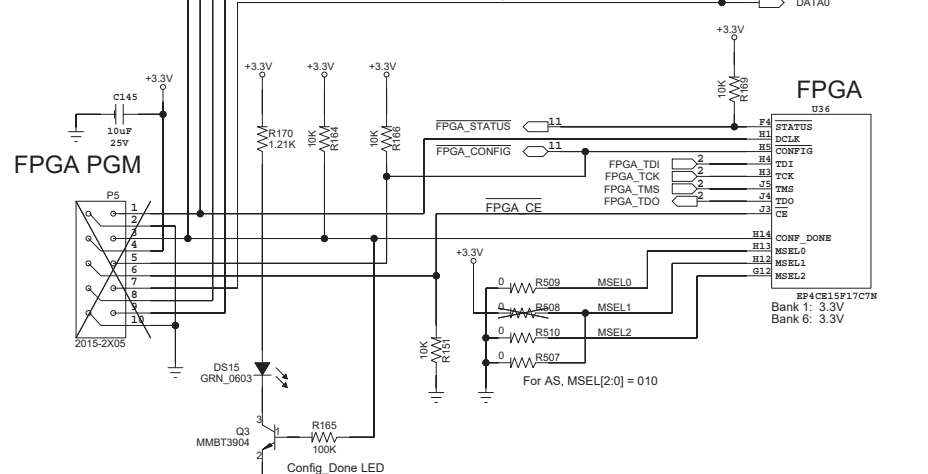 DATA0
+3.3V
+3.3V
+3.3V
+3.3V
+3.3V
C145
10uF
25V
FPGA PGM
R170
1.21K
10K
R164
10K
R166
10K
R169
FPGA
U36
FPGA_STATUS
11
FPGA_CONFIG
11
FPGA_TDI
2
FPGA_TCK
2
FPGA_TMS
2
FPGA_TDO
2
FPGA_CE
F4
STATUS
H1
DCLK
H5
CONFIG
H4
TDI
H3
TCK
J5
TMS
J4
TDO
J3
CE
H14
CONF_DONE
H13
MSEL0
H12
MSEL1
G12
MSEL2
EP4CE15F17C7N
Bank 1: 3.3V
Bank 6: 3.3V
P5
1
2
3
4
5
6
7
8
9
10
2015-2X05
+3.3V
0
R509
MSEL0
0
R508
MSEL1
0
R510
MSEL2
0
R507
For AS, MSEL[2:0] = 010
10K
R151
DS15
GRN_0603
3
Q3
MMBT3904
1
2
R165
100K
Config_Done LED